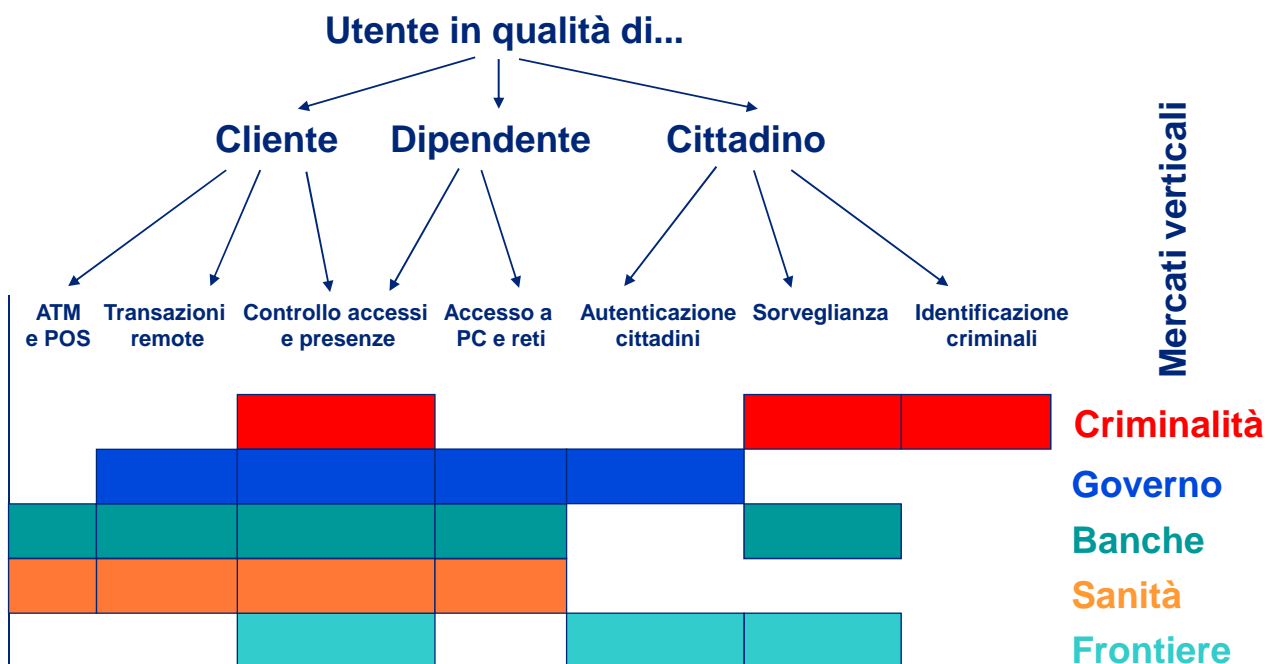 Utente in qualità di...
Cliente
Dipendente
Cittadino
ATM
e POS
Transazioni
remote
Controllo accessi
e presenze
Accesso a
PC e reti
Autenticazione
cittadini
Sorveglianza
Identificazione
criminali
Mercati verticali
Criminalità
Governo
Banche
Sanità
Frontiere